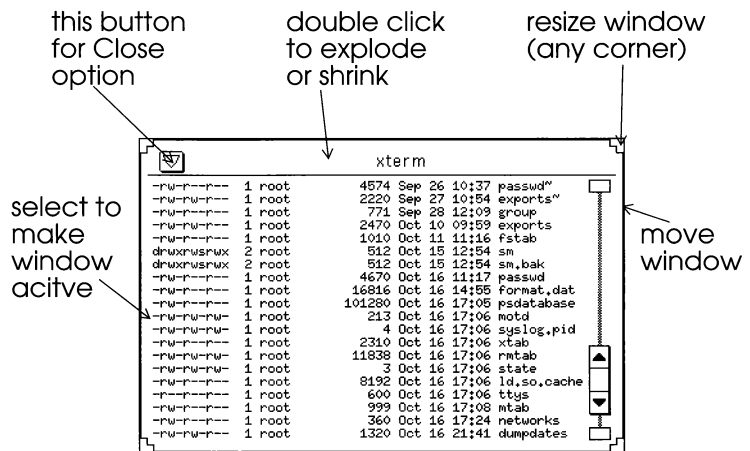 this button
for Close
option
double click
to explode
or shrink
resize window
(any corner)
xterm
select to
make
window
acitve
move
window
-rw-r--r-- 1 root 4574 Sep 26 10:37 passwd~
-rw-r--r-- 1 root 2220 Sep 27 10:54 exports~
-rw-r--r-- 1 root 771 Sep 28 12:09 group
-rw-r--r-- 1 root 2470 Oct 10 09:59 exports
-rw-r--r-- 1 root 1010 Oct 11 11:16 fstab
drwxrwsrwx 2 root 512 Oct 15 12:54 sm
drwxrwsrwx 2 root 512 Oct 15 12:54 sm.bak
-rw-r--r-- 1 root 4670 Oct 16 11:17 passwd
-rw-r--r-- 1 root 16816 Oct 16 14:55 format.dat
-rw-r--r-- 1 root 101280 Oct 16 17:05 psdatabase
-rw-rw-rw- 1 root 213 Oct 16 17:06 motd
-rw-rw-rw- 1 root 4 Oct 16 17:06 syslog.pid
-rw-r--r-- 1 root 2310 Oct 16 17:06 xtab
-rw-r--r-- 1 root 11838 Oct 16 17:06 rmtab
-rw-rw-rw- 1 root 3 Oct 16 17:06 state
-rw-rw-r-- 1 root 8192 Oct 16 17:06 ld.so.cache
-r--r--r-- 1 root 600 Oct 16 17:06 ttys
-rw-rw-r-- 1 root 999 Oct 16 17:08 mtab
-rw-r--r-- 1 root 360 Oct 16 17:24 networks
-rw-rw-r-- 1 root 1320 Oct 16 21:41 dumpdates